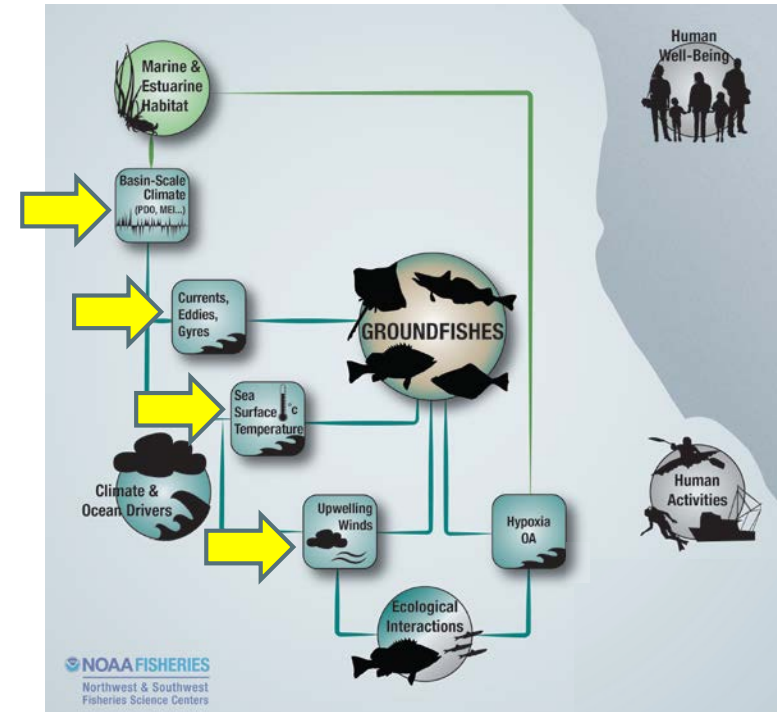 Human
Well-Being
Marine &
Estuarine
Habitat
Basin-Scale
Climate
(PDO, MEI...)
Currents,
Eddies,
Gyres
GROUNDFISHES
Sea
Surface
°C
Temperature
Climate &
Ocean Drivers
Upwelling
Winds
Hypoxia
OA
Human
Activities
Ecological
Interactions
NOAA FISHERIES
Northwest & Southwest
Fisheries Science Centers